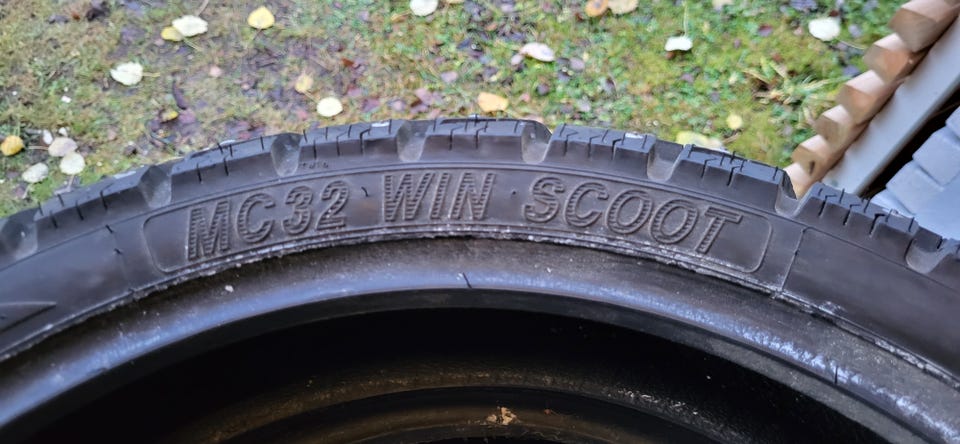 MC32 · WIN · SCOOT